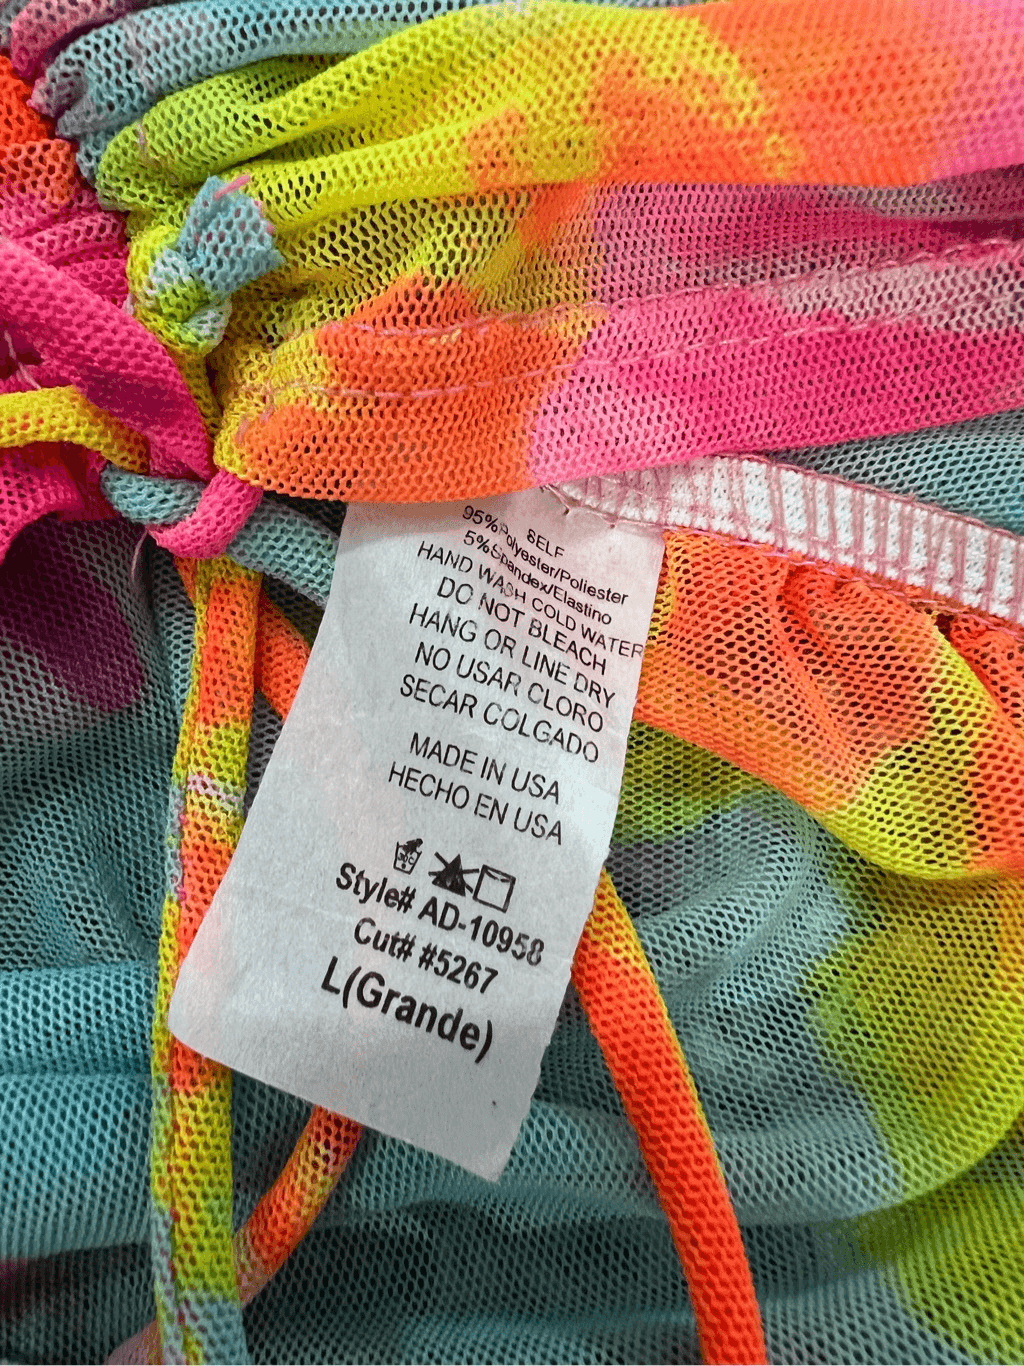 SELF
95%Polyester/Poliester
5%Spandex/Elastino
HAND WASH COLD WATER
DO NOT BLEACH
HANG OR LINE DRY
NO USAR CLORO
SECAR COLGADO
MADE IN USA
HECHO EN USA
Style# AD-10958
Cut# #5267
L(Grande)